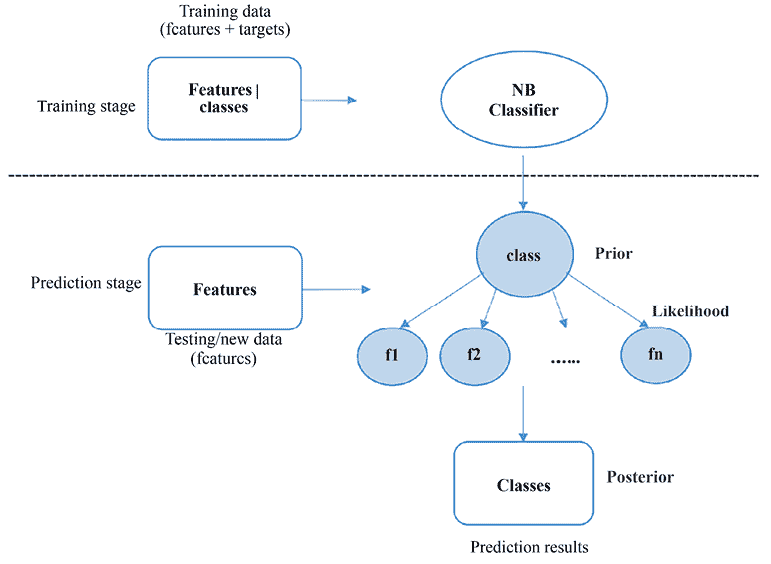 Training data
(fcatures + targets)
Features |
classes
Training stage
NB
Classifier
class
Prior
Prediction stage
Features
Likelihood
Testing/new data
(fcaturcs)
f1
f2
......
fn
Classes
Posterior
Prediction results